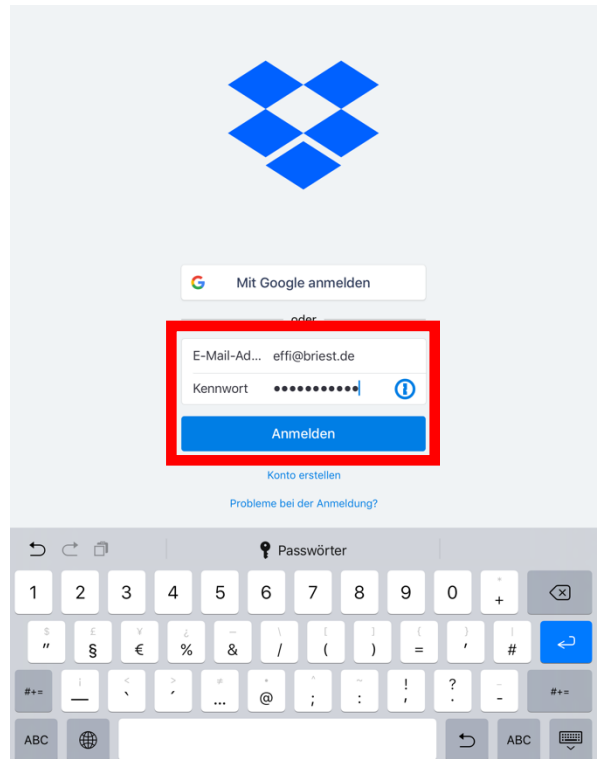 Mit Google anmelden
oder
E-Mail-Ad... effi@briest.de
Kennwort •••••••••••
Anmelden
Konto erstellen
Probleme bei der Anmeldung?
Passwörter
1 2 3 4 5 6 7 8 9 0 ° +
$ " £ § ¥ € ¿ % ~ & \ / [ ( ] ) { = } ' | #
#+= ¡ — < ` > ´ ≠ ... • @ ^ ; ~ : ! , ? . _ - #+=
ABC ABC